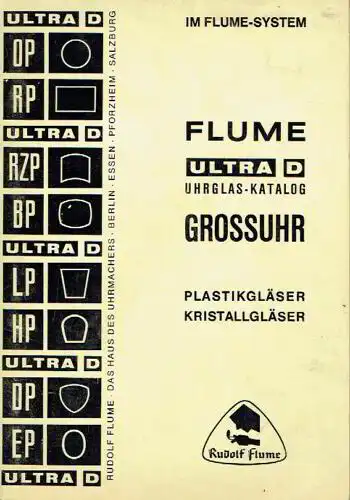 ULTRA D
OP
RP
ULTRA D
RZP
BP
ULTRA D
LP
HP
ULTRA D
DP
EP
ULTRA D
RUDOLF FLUME · DAS HAUS DES UHRMACHERS · BERLIN · ESSEN · PFORZHEIM · SALZBURG
IM FLUME-SYSTEM
FLUME
ULTRA D
UHRGLAS-KATALOG
GROSSUHR
PLASTIKGLÄSER
KRISTALLGLÄSER
Rudolf Flume